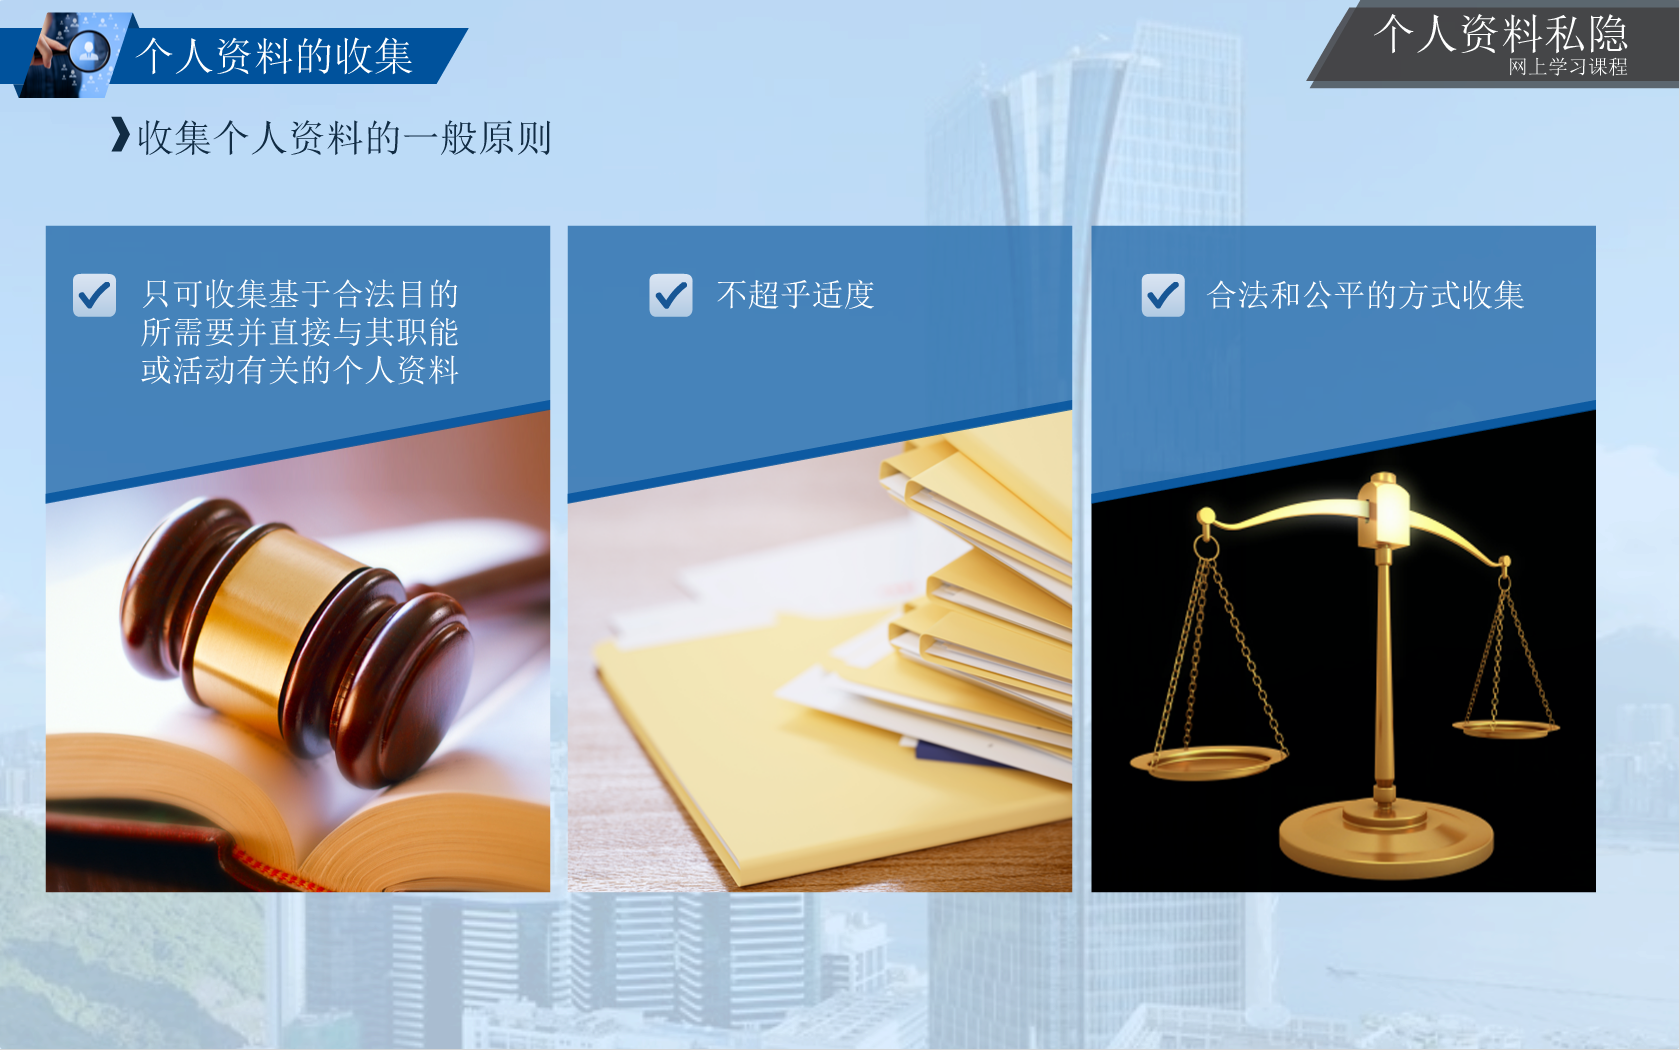 个人资料的收集
个人资料私隐
网上学习课程
收集个人资料的一般原则
只可收集基于合法目的
所需要并直接与其职能
或活动有关的个人资料
不超乎适度
合法和公平的方式收集